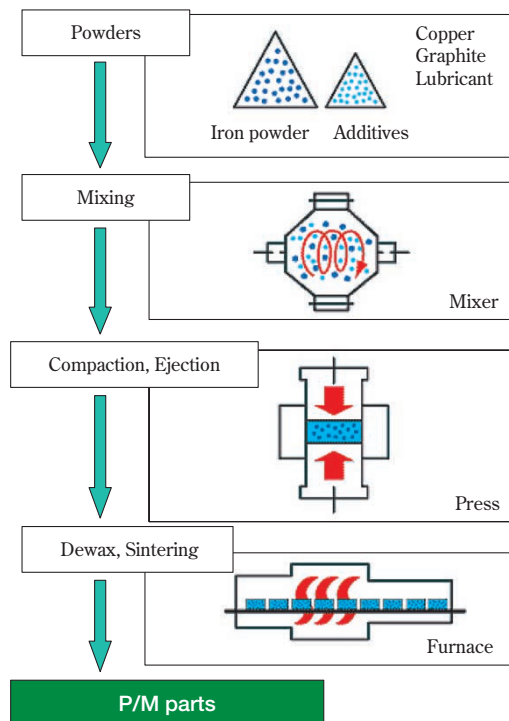 Powders
Copper
Graphite
Lubricant
Iron powder
Additives
Mixing
Mixer
Compaction, Ejection
Press
Dewax, Sintering
Furnace
P/M parts